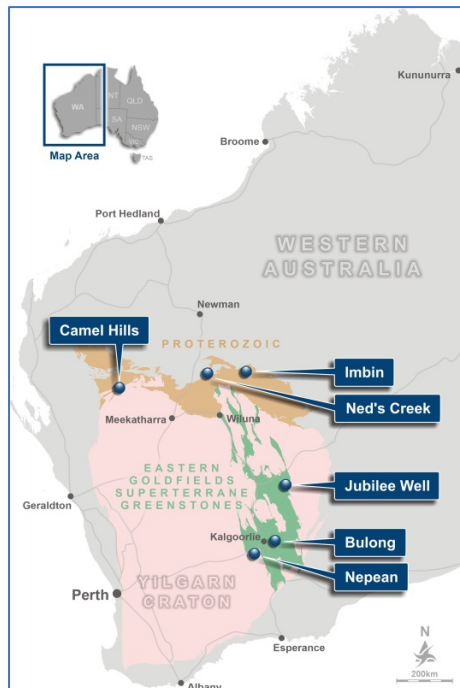 WA
NT
QLD
SA
NSW
TAS
Map Area
Kununurra
Broome
Port Hedland
WESTERN
AUSTRALIA
Newman
Camel Hills
PROTEROZOIC
Imbin
Ned's Creek
Meekatharra
Wiluna
EASTERN
GOLDFIELDS
SUPERTERRANE
GREENSTONES
Jubilee Well
Geraldton
Kalgoorlie
Bulong
Nepean
YILGARN
CRATON
Perth
Esperance
N
200km
Albany